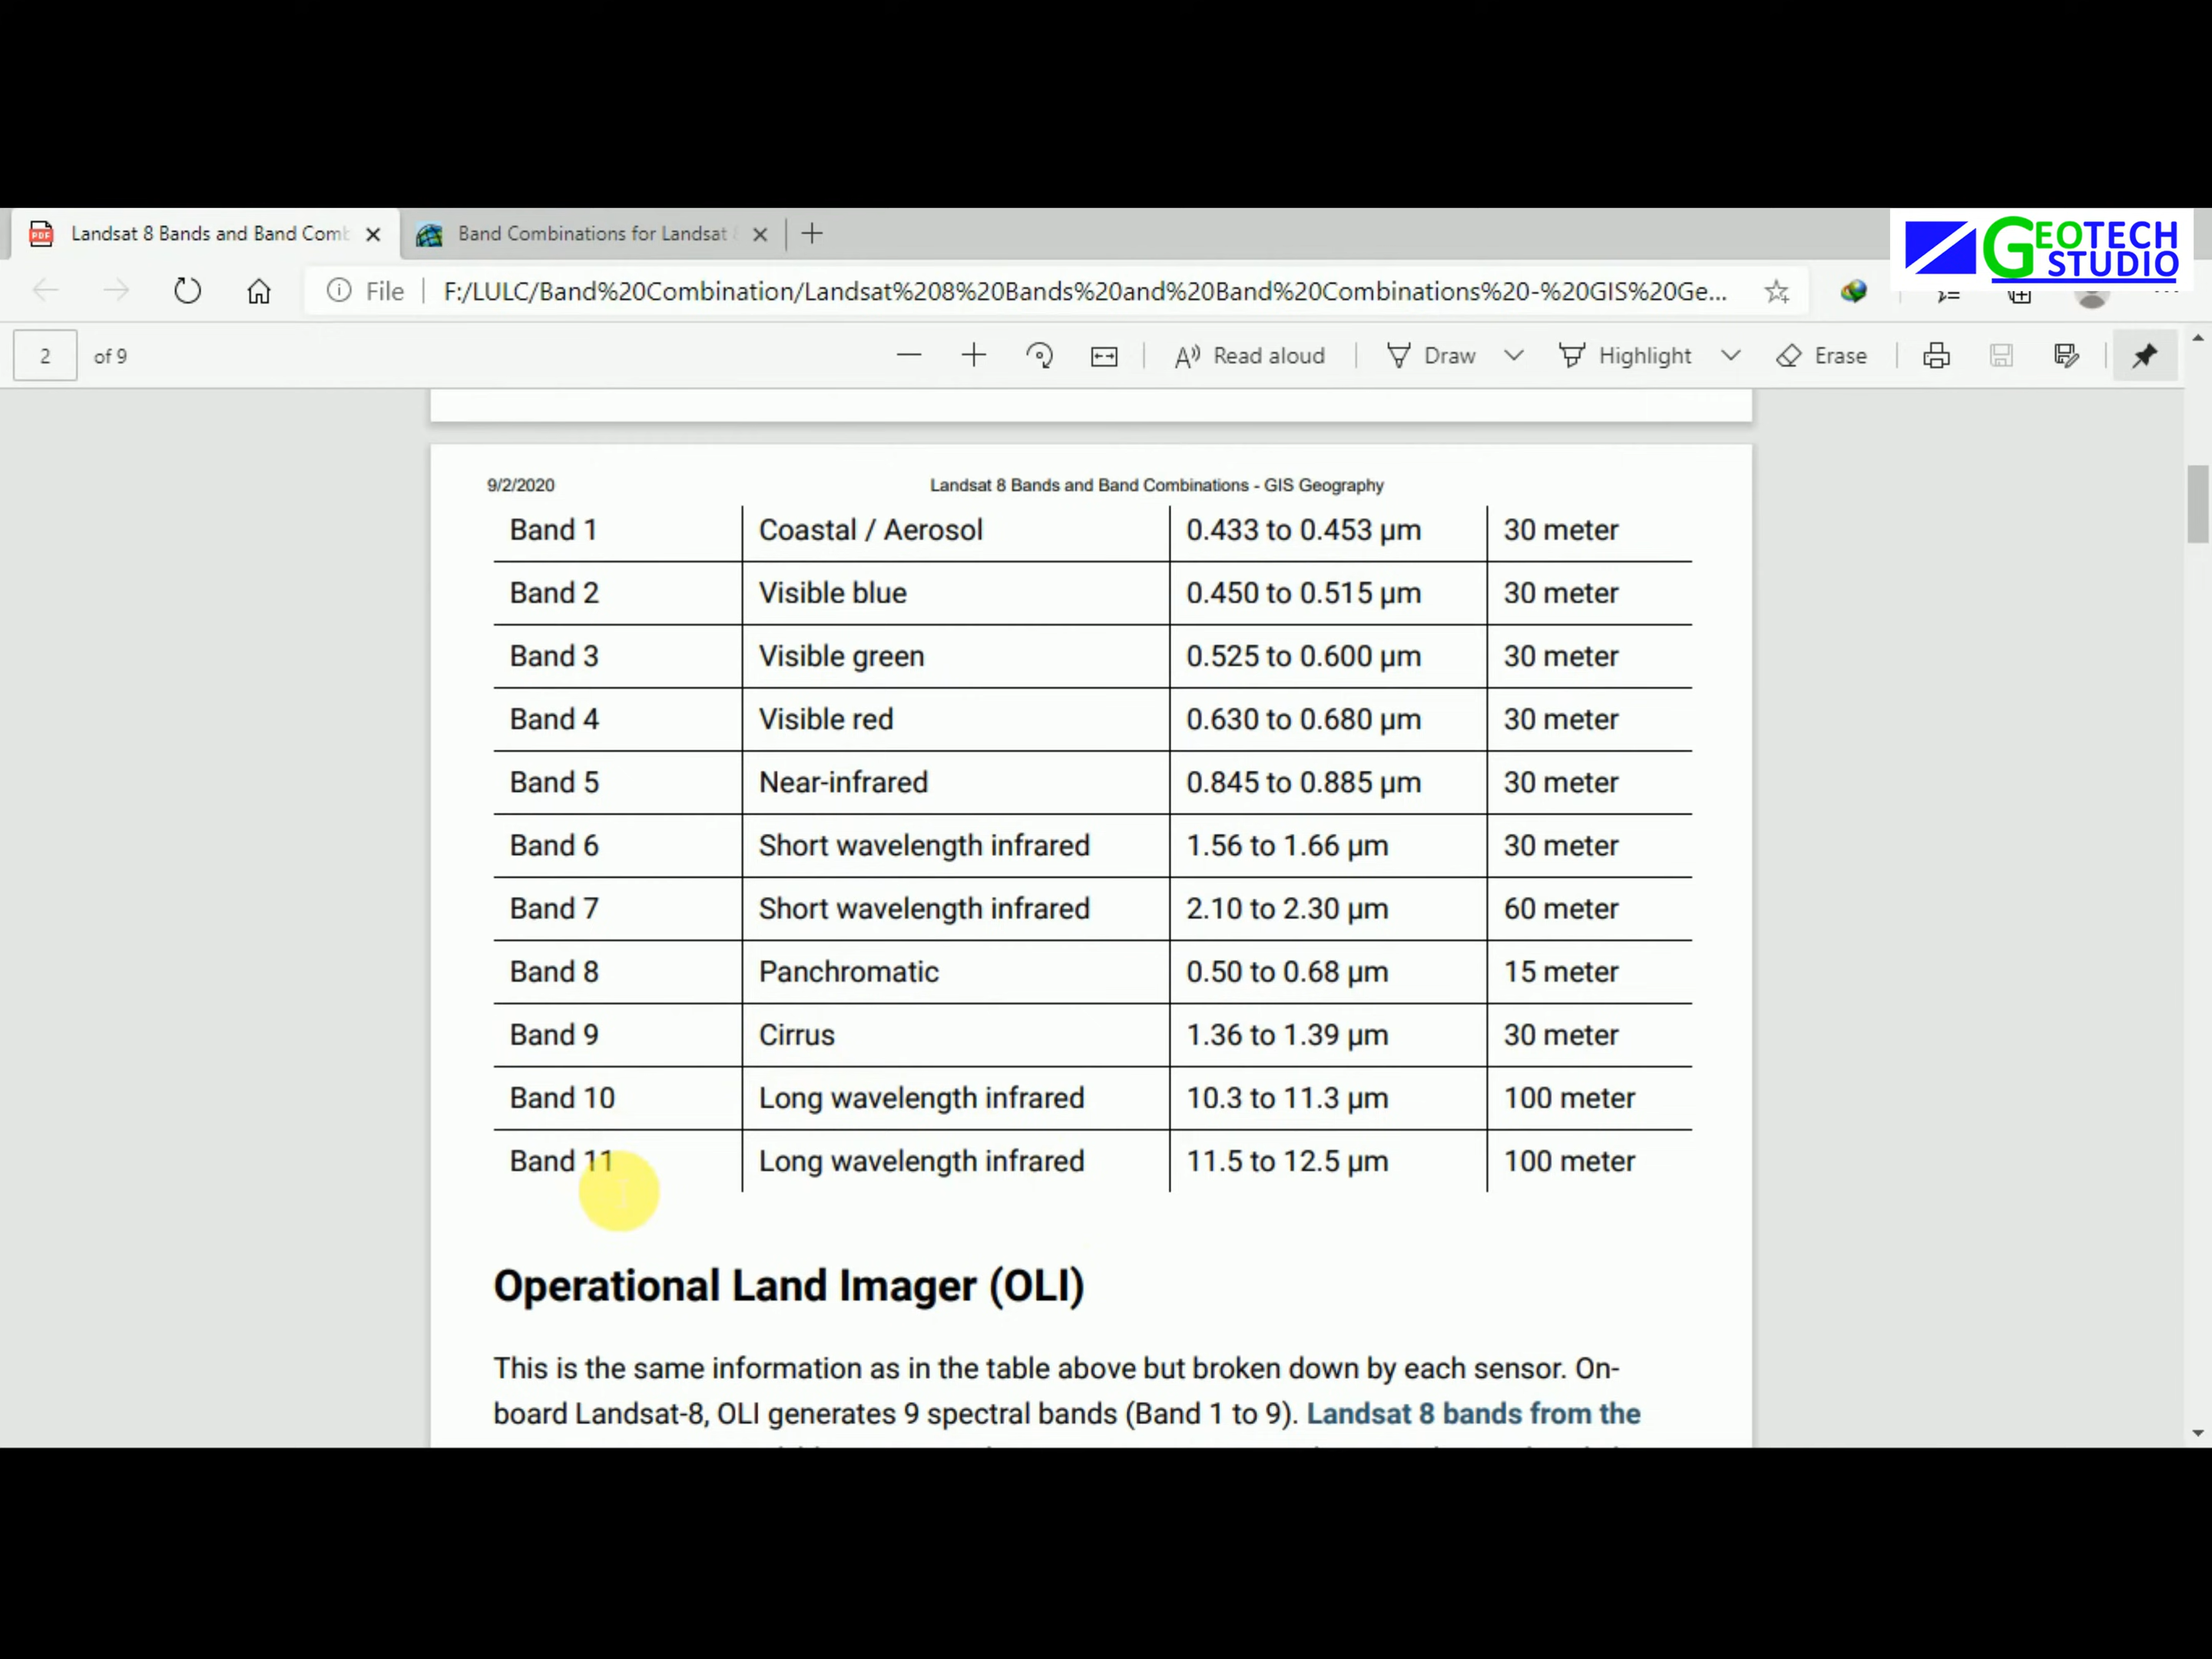 Landsat 8 Bands and Band Comb
Band Combinations for Landsat 8
GEOTECH
STUDIO
File
F:/LULC/Band%20Combination/Landsat%208%20Bands%20and%20Band%20Combinations%20-%20GIS%20Ge...
2 of 9
Read aloud
Draw
Highlight
Erase
9/2/2020 Landsat 8 Bands and Band Combinations - GIS Geography
Band 1 Coastal / Aerosol 0.433 to 0.453 μm 30 meter
Band 2 Visible blue 0.450 to 0.515 μm 30 meter
Band 3 Visible green 0.525 to 0.600 μm 30 meter
Band 4 Visible red 0.630 to 0.680 μm 30 meter
Band 5 Near-infrared 0.845 to 0.885 μm 30 meter
Band 6 Short wavelength infrared 1.56 to 1.66 μm 30 meter
Band 7 Short wavelength infrared 2.10 to 2.30 μm 60 meter
Band 8 Panchromatic 0.50 to 0.68 μm 15 meter
Band 9 Cirrus 1.36 to 1.39 μm 30 meter
Band 10 Long wavelength infrared 10.3 to 11.3 μm 100 meter
Band 11 Long wavelength infrared 11.5 to 12.5 μm 100 meter
Operational Land Imager (OLI)
This is the same information as in the table above but broken down by each sensor. On-
board Landsat-8, OLI generates 9 spectral bands (Band 1 to 9). Landsat 8 bands from the